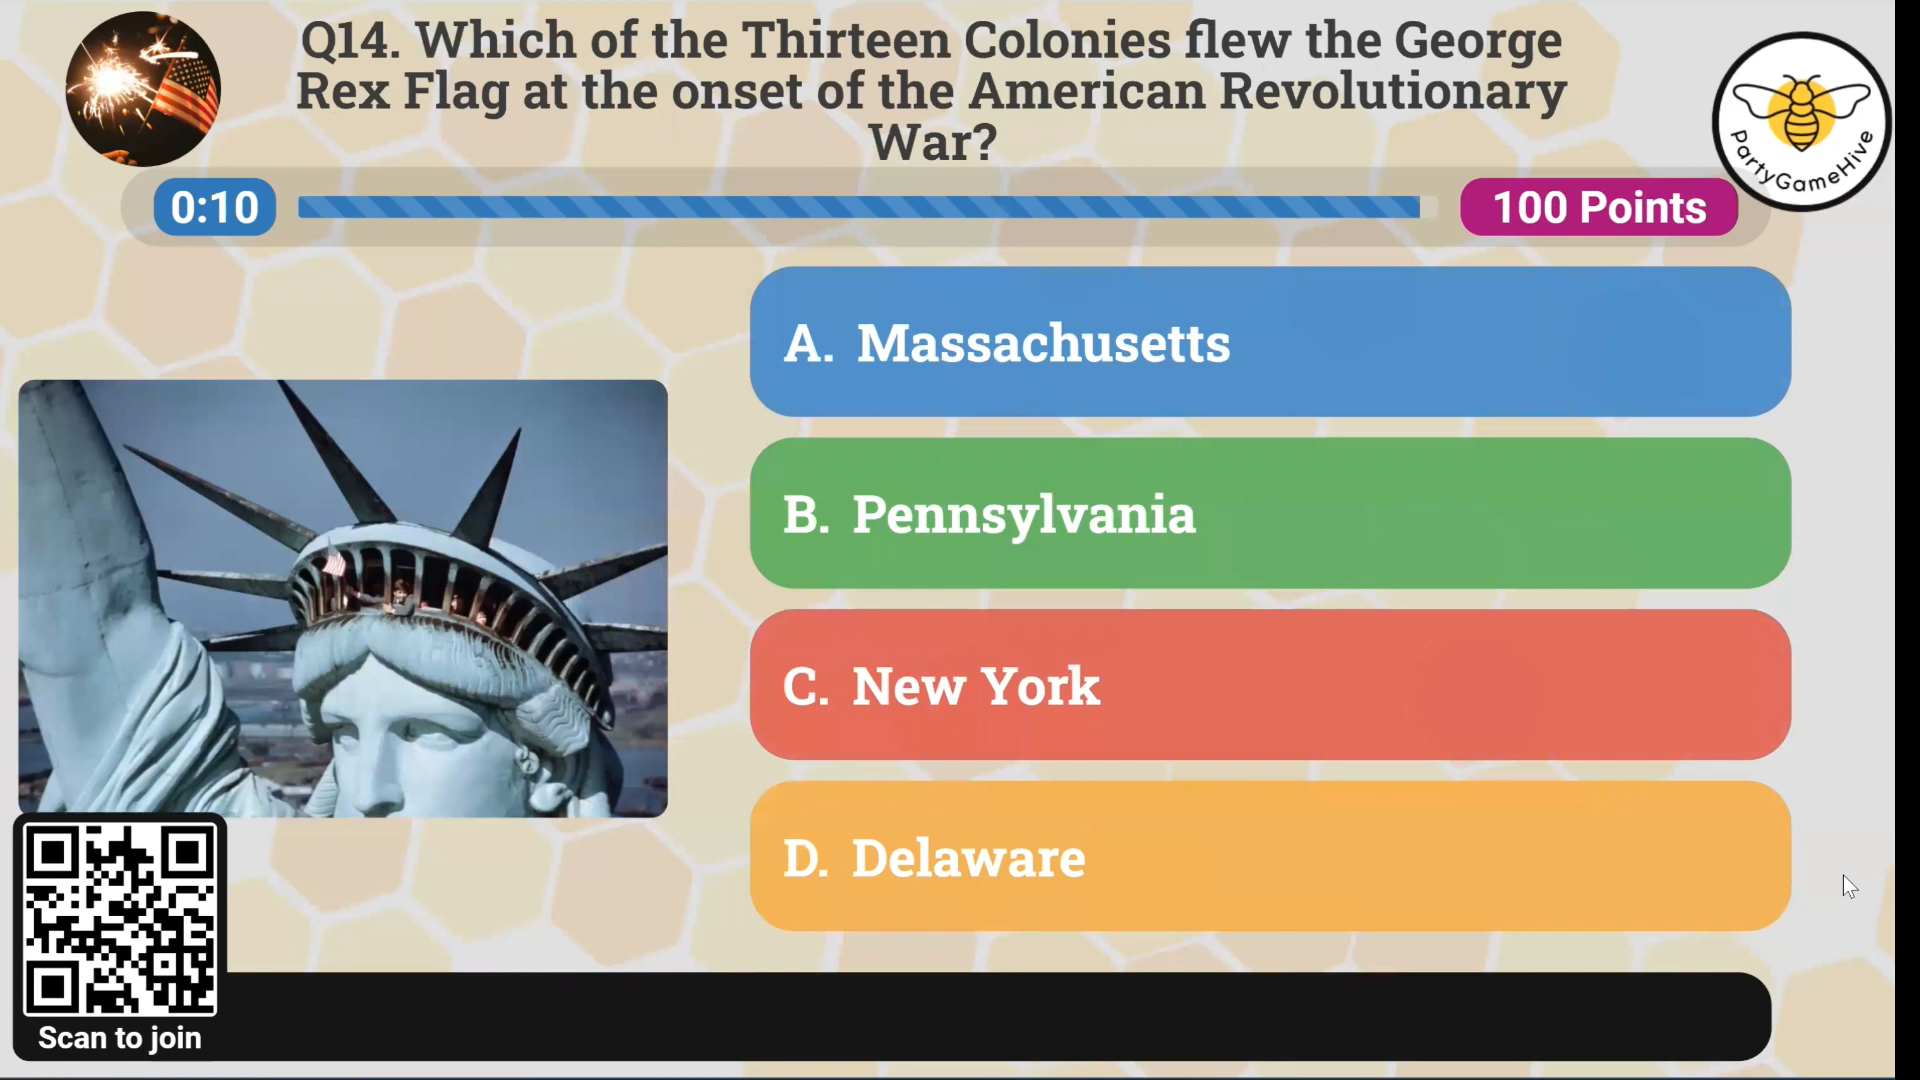 Q14. Which of the Thirteen Colonies flew the George
Rex Flag at the onset of the American Revolutionary
War?
PartyGameHive
0:10
100 Points
A. Massachusetts
B. Pennsylvania
C. New York
D. Delaware
Scan to join